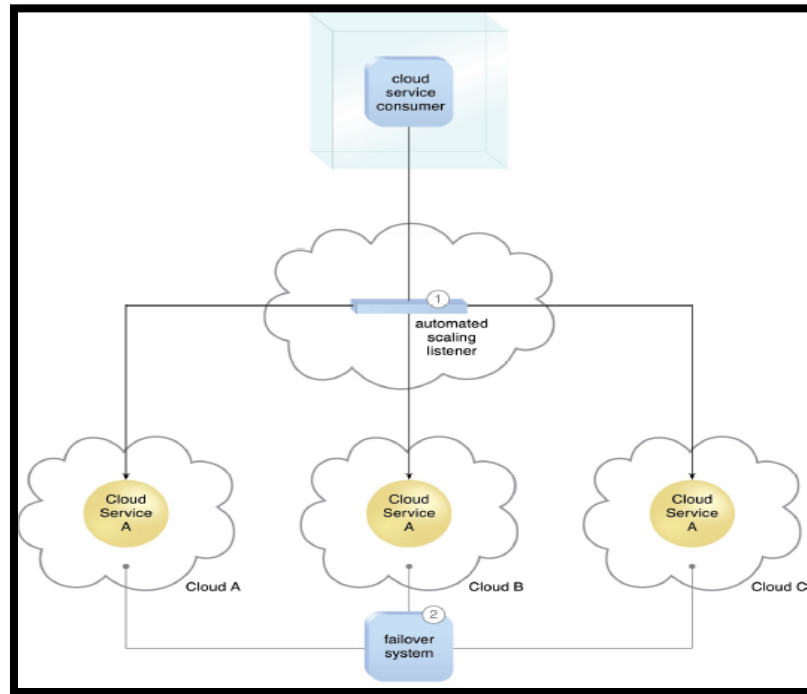 cloud
service
consumer
1
automated
scaling
listener
Cloud
Service
A
Cloud A
Cloud
Service
A
Cloud B
Cloud
Service
A
Cloud C
2
failover
system